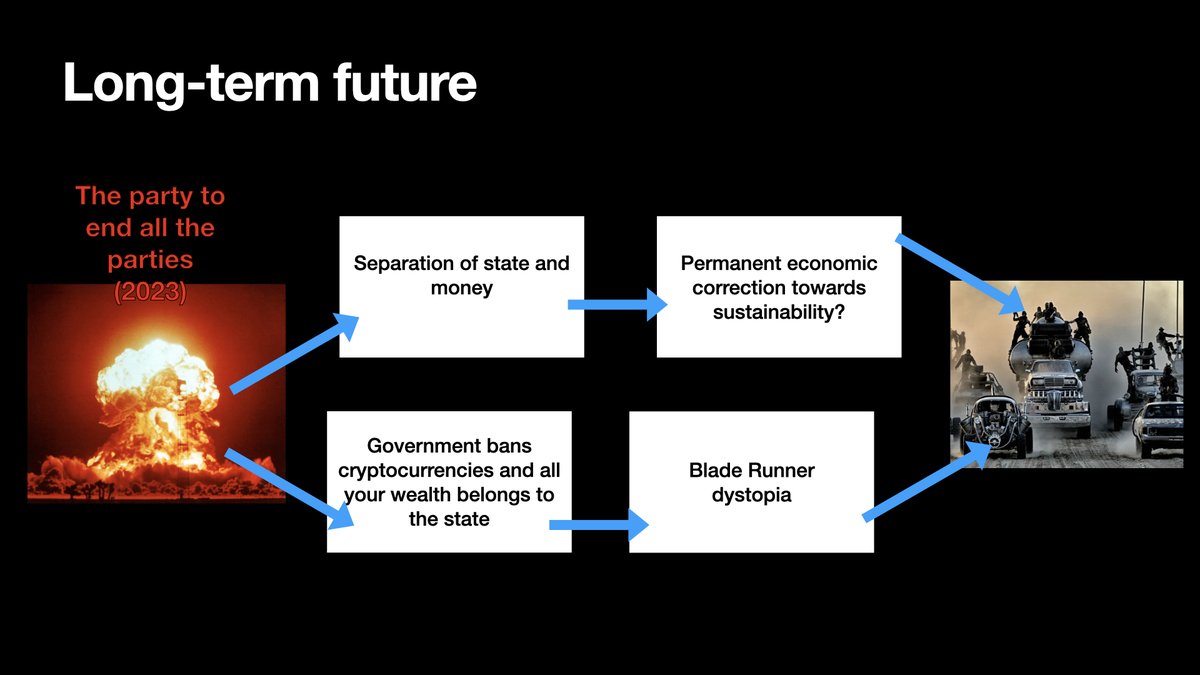 Long-term future
The party to
end all the
parties
(2023)
Separation of state and
money
Permanent economic
correction towards
sustainability?
Government bans
cryptocurrencies and all
your wealth belongs to
the state
Blade Runner
dystopia